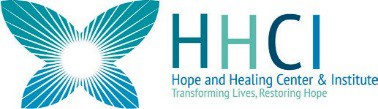 HHCI
Hope and Healing Center & Institute
Transforming Lives, Restoring Hope